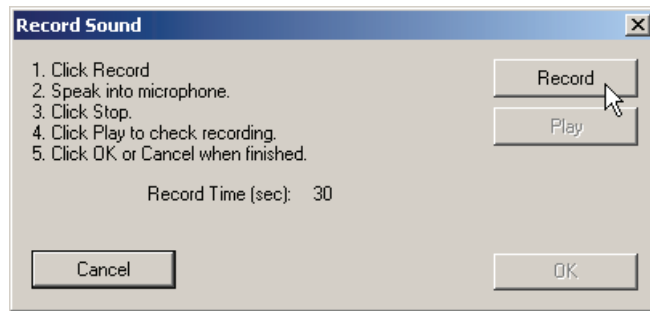 Record Sound
1. Click Record
2. Speak into microphone.
3. Click Stop.
4. Click Play to check recording.
5. Click OK or Cancel when finished.
Record
Play
Record Time (sec): 30
Cancel
OK